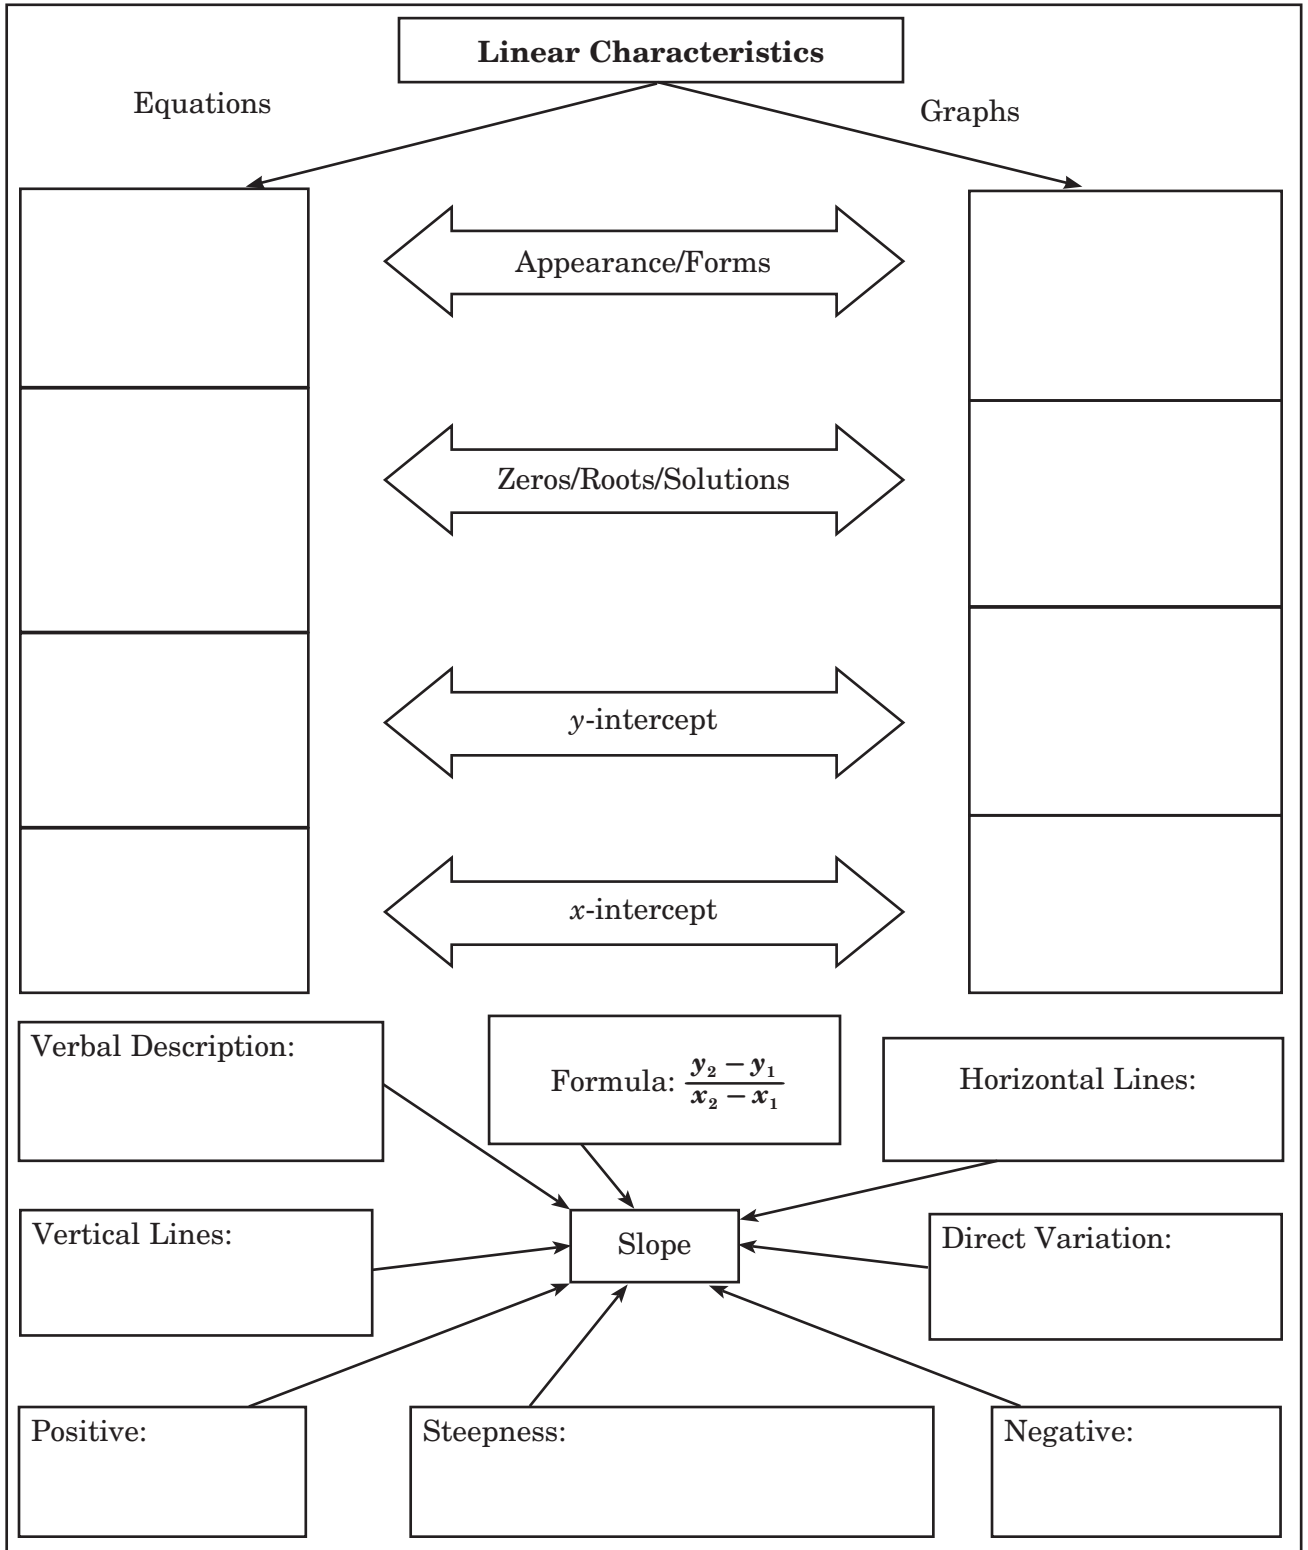 Linear Characteristics
Equations
Graphs
Appearance/Forms
Zeros/Roots/Solutions
y-intercept
x-intercept
Verbal Description:
Formula: (y₂ − y₁)/(x₂ − x₁)
Horizontal Lines:
Vertical Lines:
Slope
Direct Variation:
Positive:
Steepness:
Negative: